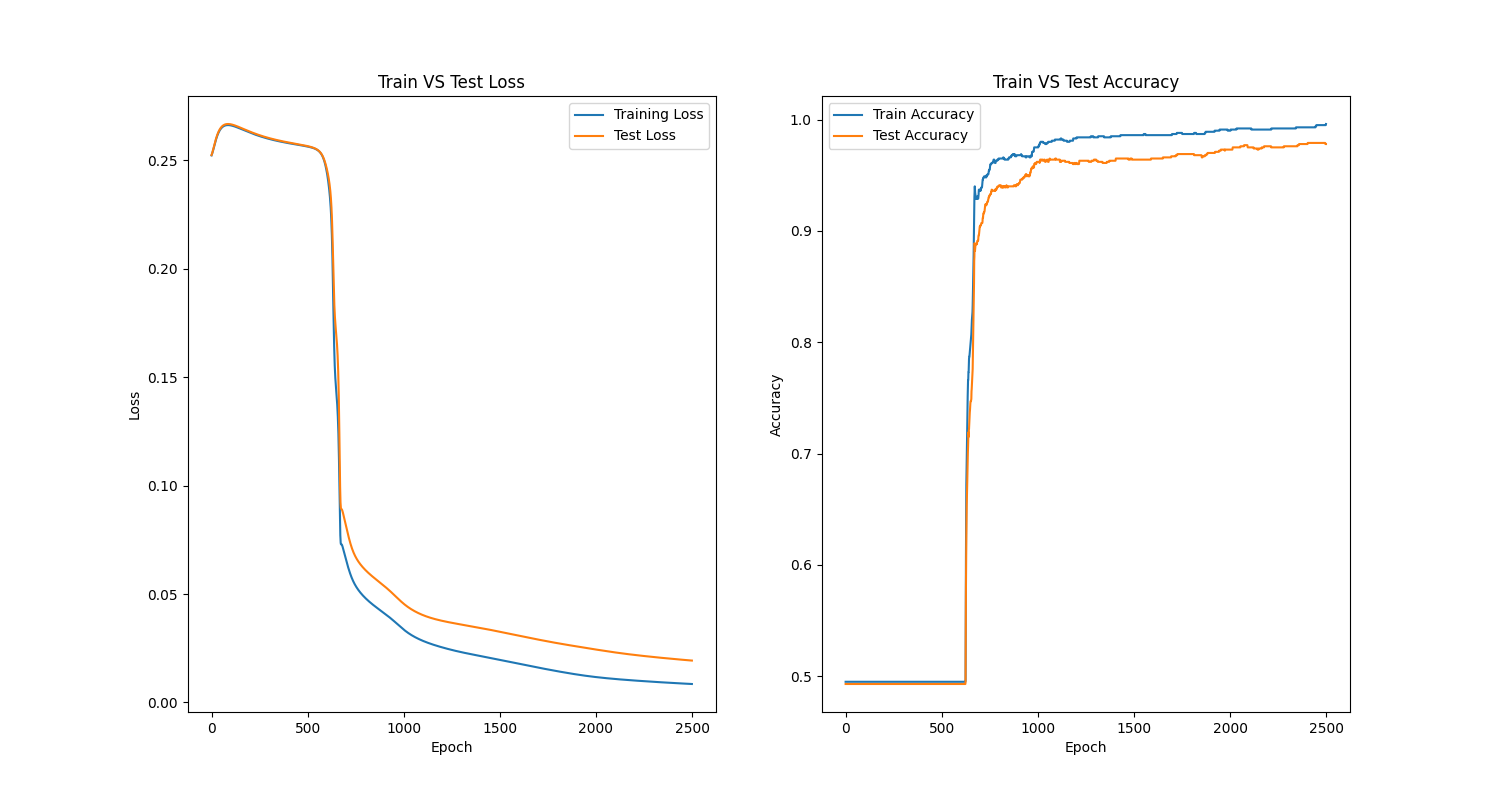 Train VS Test Loss
Training Loss
Test Loss
0.25
0.20
0.15
0.10
0.05
0.00
Loss
0
500
1000
1500
2000
2500
Epoch
Train VS Test Accuracy
Train Accuracy
Test Accuracy
1.0
0.9
0.8
0.7
0.6
0.5
Accuracy
0
500
1000
1500
2000
2500
Epoch